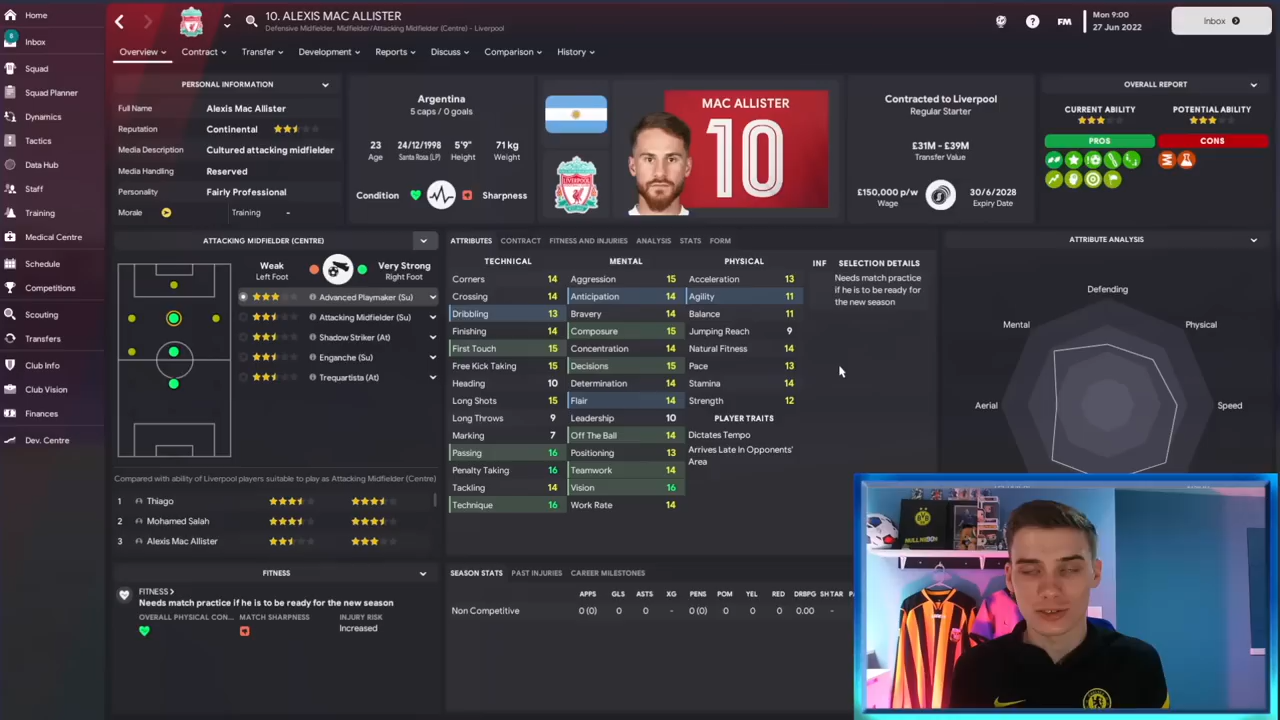 Home
8
Inbox
Squad
Squad Planner
Dynamics
Tactics
Data Hub
Staff
Training
Medical Centre
Schedule
Competitions
Scouting
Transfers
Club Info
Club Vision
Finances
Dev. Centre
10. ALEXIS MAC ALLISTER
Defensive Midfielder, Midfielder/Attacking Midfielder (Centre) - Liverpool
FM
Mon 9:00
27 Jun 2022
Inbox
Overview Contract Transfer Development Reports Discuss Comparison History
PERSONAL INFORMATION
Full Name Alexis Mac Allister
Reputation Continental
Media Description Cultured attacking midfielder
Media Handling Reserved
Personality Fairly Professional
Morale Training -
Argentina
5 caps / 0 goals
23 24/12/1998 5'9" 71 kg
Age Santa Rosa (LP) Height Weight
Condition Sharpness
MAC ALLISTER
10
Contracted to Liverpool
Regular Starter
£31M - £39M
Transfer Value
£150,000 p/w 30/6/2028
Wage Expiry Date
OVERALL REPORT
CURRENT ABILITY POTENTIAL ABILITY
PROS CONS
ATTACKING MIDFIELDER (CENTRE)
Weak Very Strong
Left Foot Right Foot
Advanced Playmaker (Su)
Attacking Midfielder (Su)
Shadow Striker (At)
Enganche (Su)
Trequartista (At)
Compared with ability of Liverpool players suitable to play as Attacking Midfielder (Centre)
1 Thiago
2 Mohamed Salah
3 Alexis Mac Allister
ATTRIBUTES CONTRACT FITNESS AND INJURIES ANALYSIS STATS FORM
TECHNICAL MENTAL PHYSICAL
Corners 14 Aggression 15 Acceleration 13
Crossing 14 Anticipation 14 Agility 11
Dribbling 13 Bravery 14 Balance 11
Finishing 14 Composure 15 Jumping Reach 9
First Touch 15 Concentration 14 Natural Fitness 14
Free Kick Taking 15 Decisions 15 Pace 13
Heading 10 Determination 14 Stamina 14
Long Shots 15 Flair 14 Strength 12
Long Throws 9 Leadership 10 PLAYER TRAITS
Marking 7 Off The Ball 14 Dictates Tempo
Passing 16 Positioning 13 Arrives Late In Opponents'
Area
Penalty Taking 16 Teamwork 14
Tackling 14 Vision 16
Technique 16 Work Rate 14
INF SELECTION DETAILS
Needs match practice
if he is to be ready for
the new season
ATTRIBUTE ANALYSIS
Defending
Mental Physical
Aerial Speed
FITNESS
FITNESS>
Needs match practice if he is to be ready for the new season
OVERALL PHYSICAL CON... MATCH SHARPNESS INJURY RISK
Increased
SEASON STATS PAST INJURIES CAREER MILESTONES
APPS GLS ASTS XG PENS POM YEL RED DRBPG SH TAR
Non Competitive 0 (0) 0 0 - 0 (0) 0 0 0 0.00 0